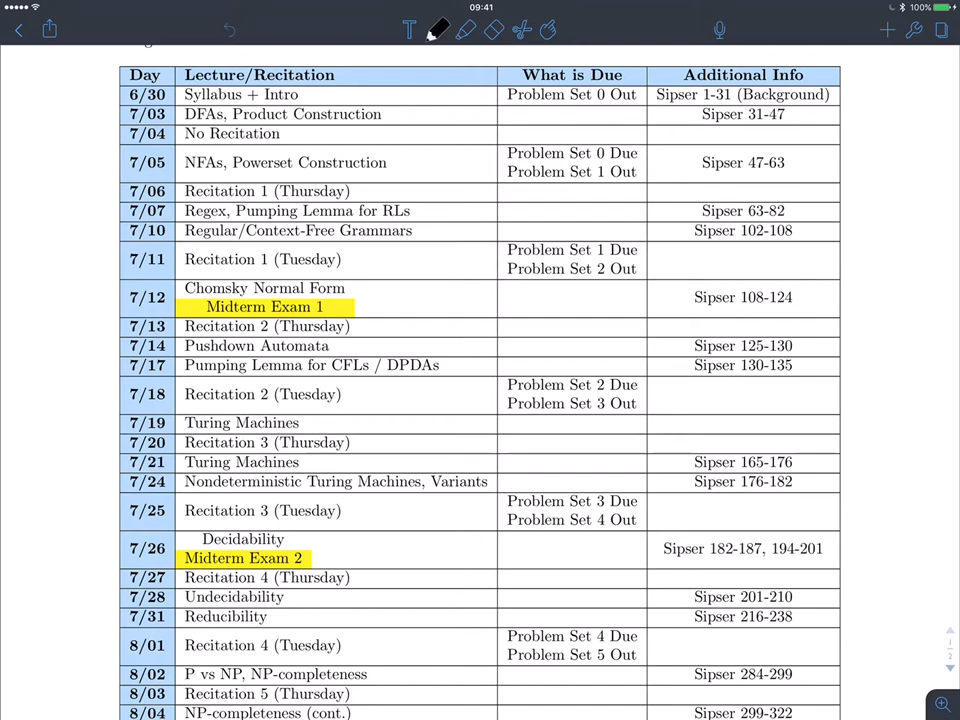 09:41
100%
Day Lecture/Recitation What is Due Additional Info
6/30 Syllabus + Intro Problem Set 0 Out Sipser 1-31 (Background)
7/03 DFAs, Product Construction Sipser 31-47
7/04 No Recitation
7/05 NFAs, Powerset Construction Problem Set 0 Due Sipser 47-63
Problem Set 1 Out
7/06 Recitation 1 (Thursday)
7/07 Regex, Pumping Lemma for RLs Sipser 63-82
7/10 Regular/Context-Free Grammars Sipser 102-108
7/11 Recitation 1 (Tuesday) Problem Set 1 Due
Problem Set 2 Out
7/12 Chomsky Normal Form Sipser 108-124
Midterm Exam 1
7/13 Recitation 2 (Thursday)
7/14 Pushdown Automata Sipser 125-130
7/17 Pumping Lemma for CFLs / DPDAs Sipser 130-135
7/18 Recitation 2 (Tuesday) Problem Set 2 Due
Problem Set 3 Out
7/19 Turing Machines
7/20 Recitation 3 (Thursday)
7/21 Turing Machines Sipser 165-176
7/24 Nondeterministic Turing Machines, Variants Sipser 176-182
7/25 Recitation 3 (Tuesday) Problem Set 3 Due
Problem Set 4 Out
7/26 Decidability Sipser 182-187, 194-201
Midterm Exam 2
7/27 Recitation 4 (Thursday)
7/28 Undecidability Sipser 201-210
7/31 Reducibility Sipser 216-238
8/01 Recitation 4 (Tuesday) Problem Set 4 Due
Problem Set 5 Out
8/02 P vs NP, NP-completeness Sipser 284-299
8/03 Recitation 5 (Thursday)
8/04 NP-completeness (cont.) Sipser 299-322
1
2